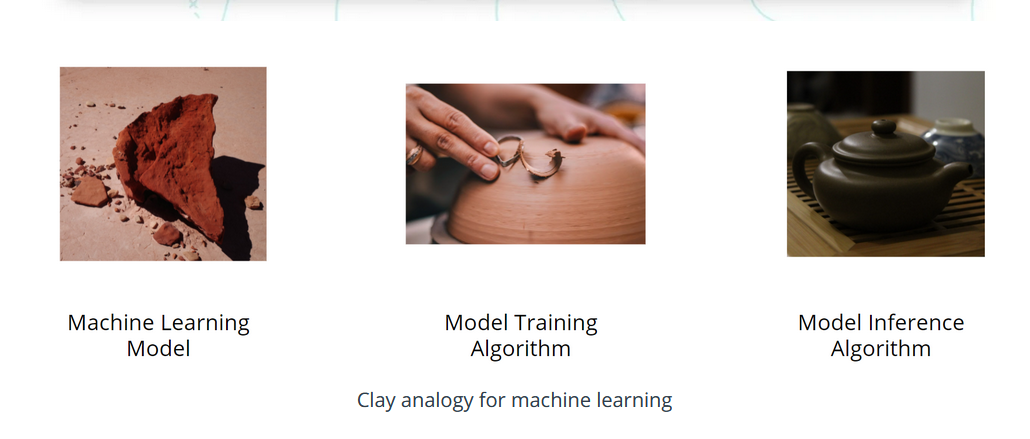 Machine Learning
Model
Model Training
Algorithm
Model Inference
Algorithm
Clay analogy for machine learning